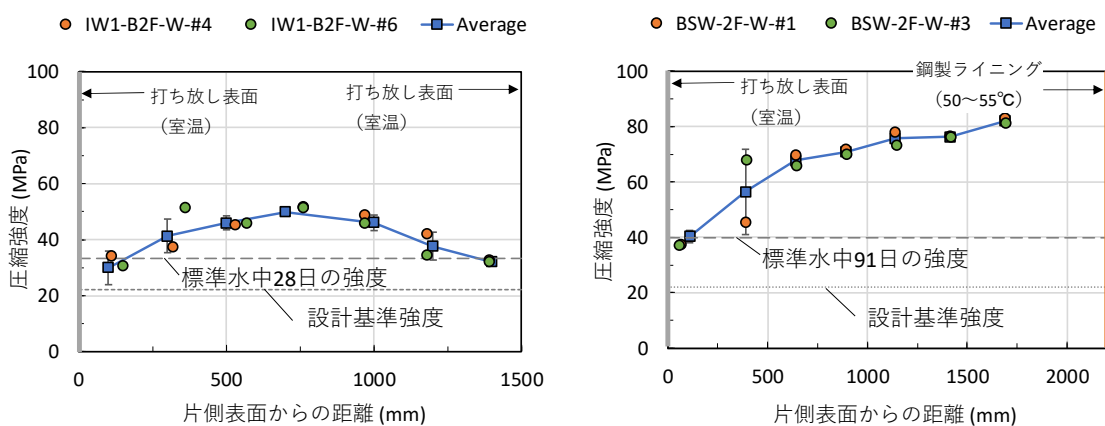 IW1-B2F-W-#4 IW1-B2F-W-#6 Average
100
80
60
40
20
0
圧縮強度 (MPa)
打ち放し表面
（室温）
打ち放し表面
（室温）
標準水中28日の強度
設計基準強度
0 500 1000 1500
片側表面からの距離 (mm)
BSW-2F-W-#1 BSW-2F-W-#3 Average
100
80
60
40
20
0
圧縮強度 (MPa)
打ち放し表面
（室温）
鋼製ライニング
（50～55℃）
標準水中91日の強度
設計基準強度
0 500 1000 1500 2000
片側表面からの距離 (mm)